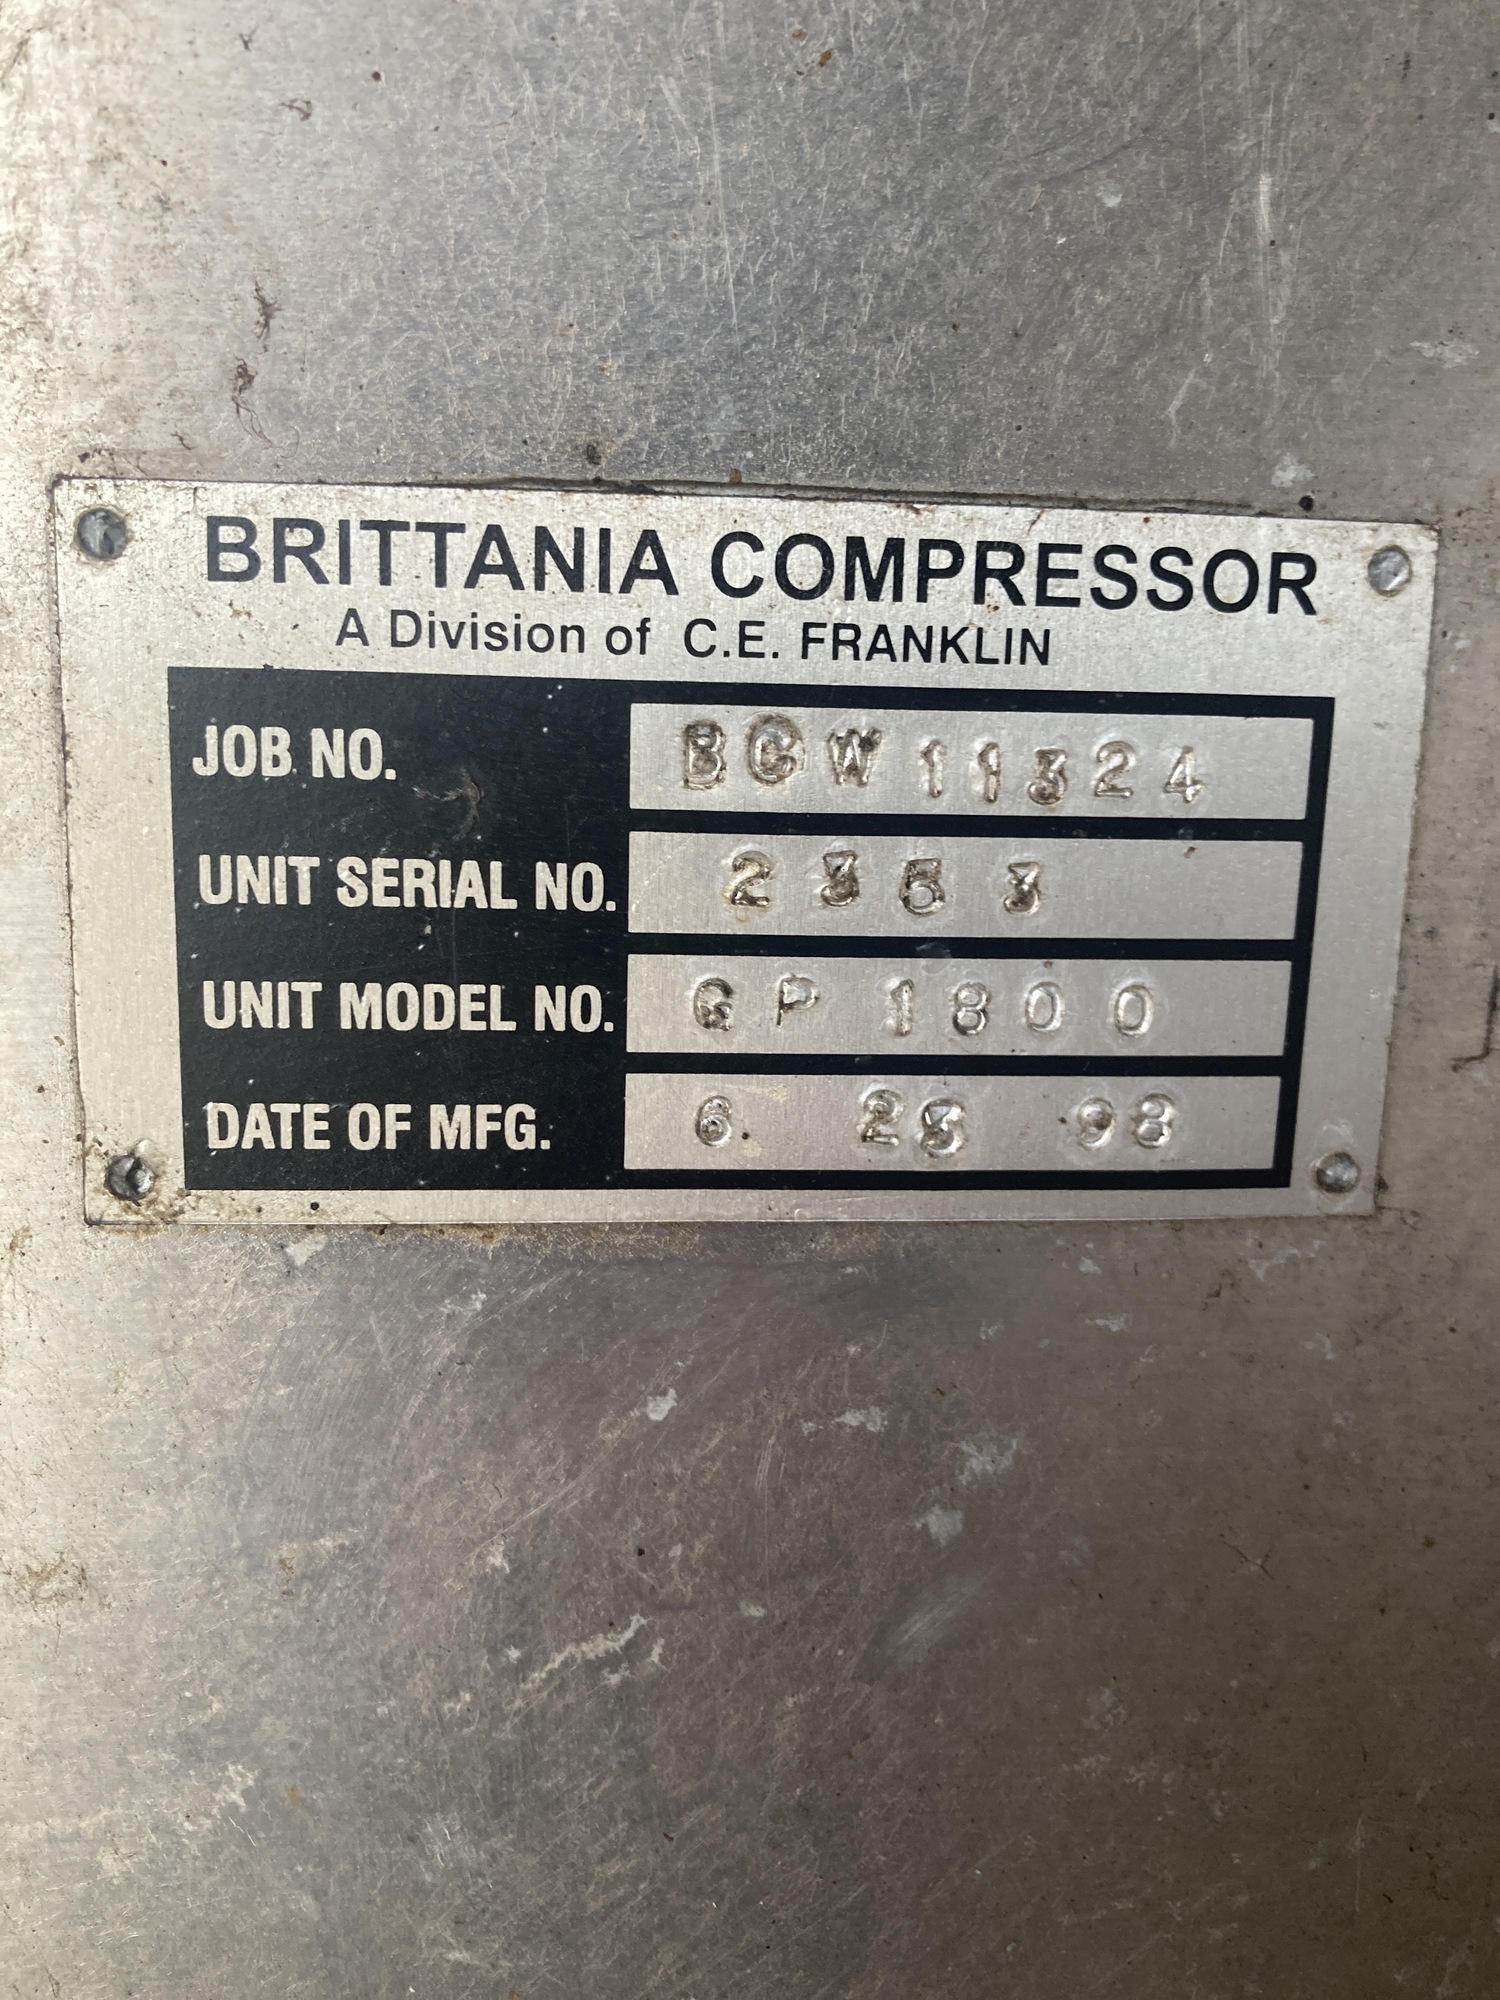 BRITTANIA COMPRESSOR
A Division of C.E. FRANKLIN
JOB NO. BCW 11324
UNIT SERIAL NO. 2353
UNIT MODEL NO. GP 1800
DATE OF MFG. 6. 98